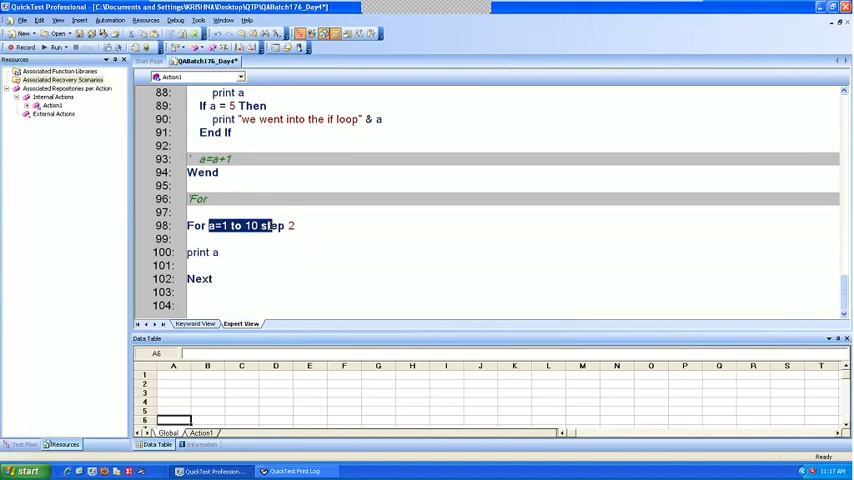 QuickTest Professional - [C:\Documents and Settings\KRISHNA\Desktop\QTP\QABatch176_Day4*]
File Edit View Insert Automation Resources Debug Tools Window Help
New Open
Record Run
Resources
Associated Function Libraries
Associated Recovery Scenarios
Associated Repositories per Action
Internal Actions
Action1
External Actions
Start Page QABatch176_Day4*
Action1
88: print a
89: If a = 5 Then
90: print "we went into the if loop" & a
91: End If
92:
93: ' a=a+1
94: Wend
95:
96: 'For
97:
98: For a=1 to 10 step 2
99:
100: print a
101:
102: Next
103:
104:
Keyword View Expert View
Data Table
A6
A B C D E F G H I J K L M N O P Q R S T
1
2
3
4
5
6
Global Action1
Test Flow Resources
Data Table Information
Ready
start QuickTest Profession... QuickTest Print Log 11:17 AM